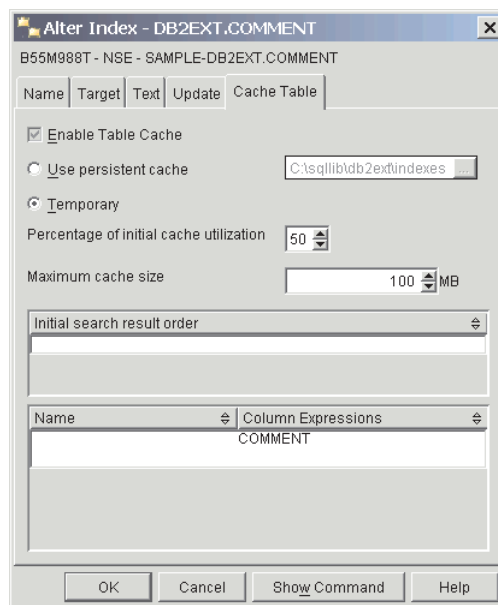 Alter Index - DB2EXT.COMMENT
B55M988T - NSE - SAMPLE-DB2EXT.COMMENT
Name Target Text Update Cache Table
Enable Table Cache
Use persistent cache C:\sqllib\db2ext\indexes ...
Temporary
Percentage of initial cache utilization 50
Maximum cache size 100 MB
Initial search result order
Name Column Expressions
COMMENT
OK Cancel Show Command Help